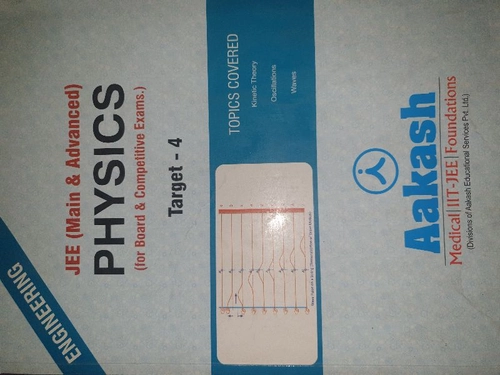 ENGINEERING
JEE (Main & Advanced)
PHYSICS
(for Board & Competitive Exams.)
Target - 4
TOPICS COVERED
Kinetic Theory
Oscillations
Waves
Aakash
Medical|IIT-JEE|Foundations
(Divisions of Aakash Educational Services Pvt. Ltd.)